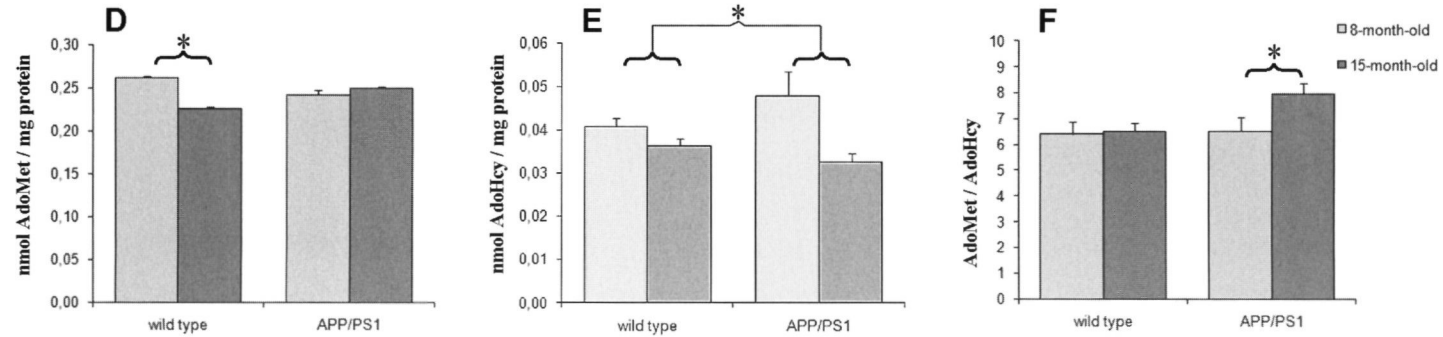 D
nmol AdoMet / mg protein
0,30
0,25
0,20
0,15
0,10
0,05
0,00
*
wild type
APP/PS1
E
nmol AdoHcy / mg protein
0,06
0,05
0,04
0,03
0,02
0,01
0,00
*
wild type
APP/PS1
F
AdoMet / AdoHcy
10
9
8
7
6
5
4
3
2
1
0
*
wild type
APP/PS1
8-month-old
15-month-old